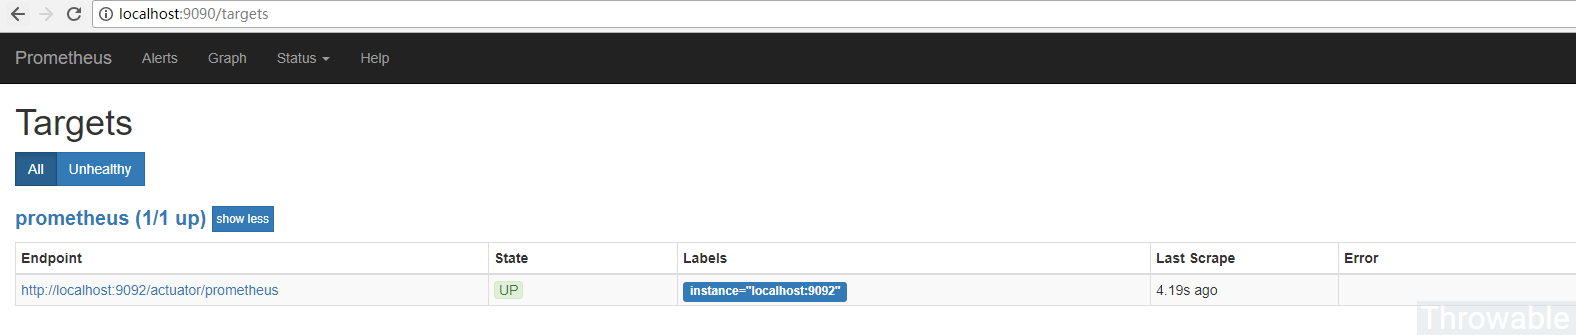 localhost:9090/targets
Prometheus Alerts Graph Status Help
Targets
All Unhealthy
prometheus (1/1 up) show less
Endpoint State Labels Last Scrape Error
http://localhost:9092/actuator/prometheus UP instance="localhost:9092" 4.19s ago
Throwable